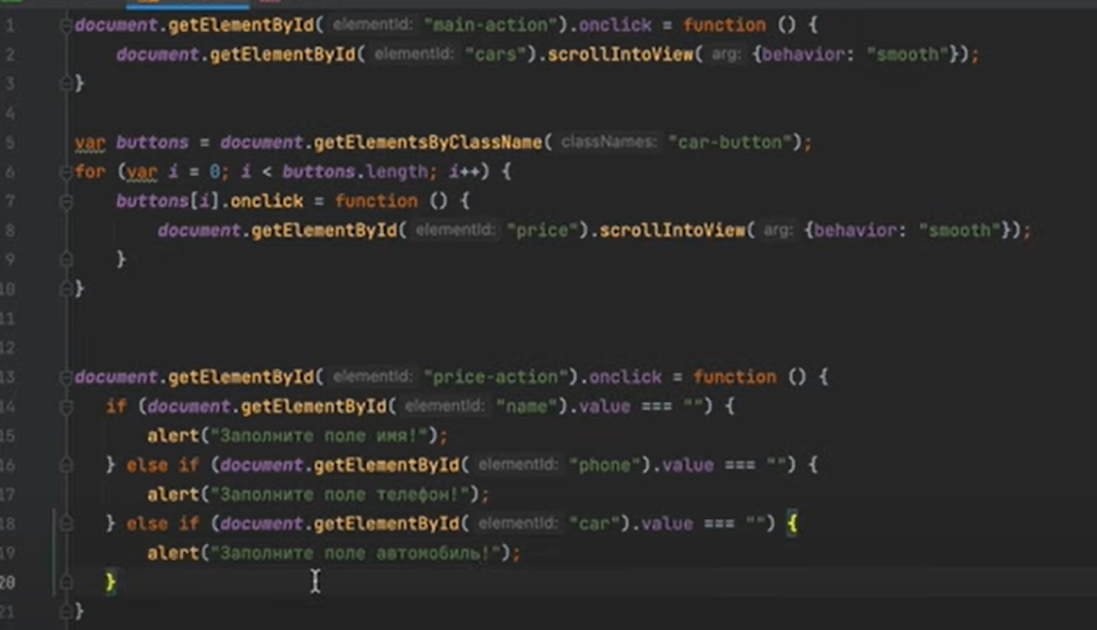 1 document.getElementById( elementId: "main-action").onclick = function () {
2 document.getElementById( elementId: "cars").scrollIntoView( arg: {behavior: "smooth"});
3 }
4
5 var buttons = document.getElementsByClassName( classNames: "car-button");
6 for (var i = 0; i < buttons.length; i++) {
7 buttons[i].onclick = function () {
8 document.getElementById( elementId: "price").scrollIntoView( arg: {behavior: "smooth"});
9 }
10 }
11
12
13 document.getElementById( elementId: "price-action").onclick = function () {
14 if (document.getElementById( elementId: "name").value === "") {
15 alert("Заполните поле имя!");
16 } else if (document.getElementById( elementId: "phone").value === "") {
17 alert("Заполните поле телефон!");
18 } else if (document.getElementById( elementId: "car").value === "") {
19 alert("Заполните поле автомобиль!");
20 }
21 }